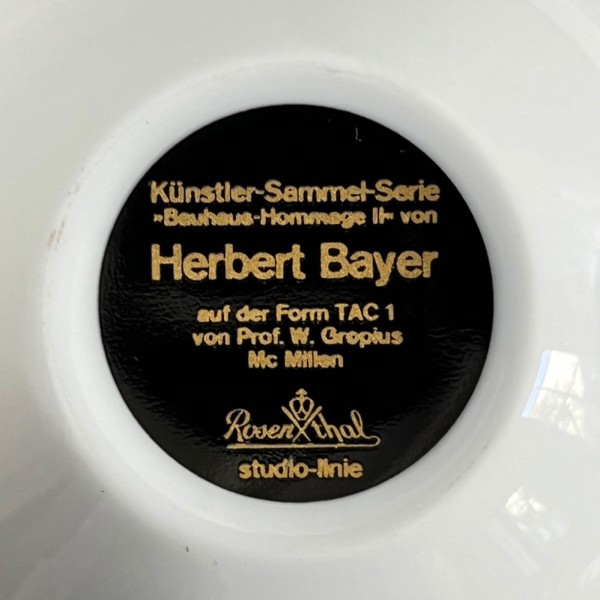 Künstler-Sammel-Serie
»Bauhaus-Hommage II« von
Herbert Bayer
auf der Form TAC 1
von Prof. W. Gropius
Mc Millen
Rosenthal
studio-linie